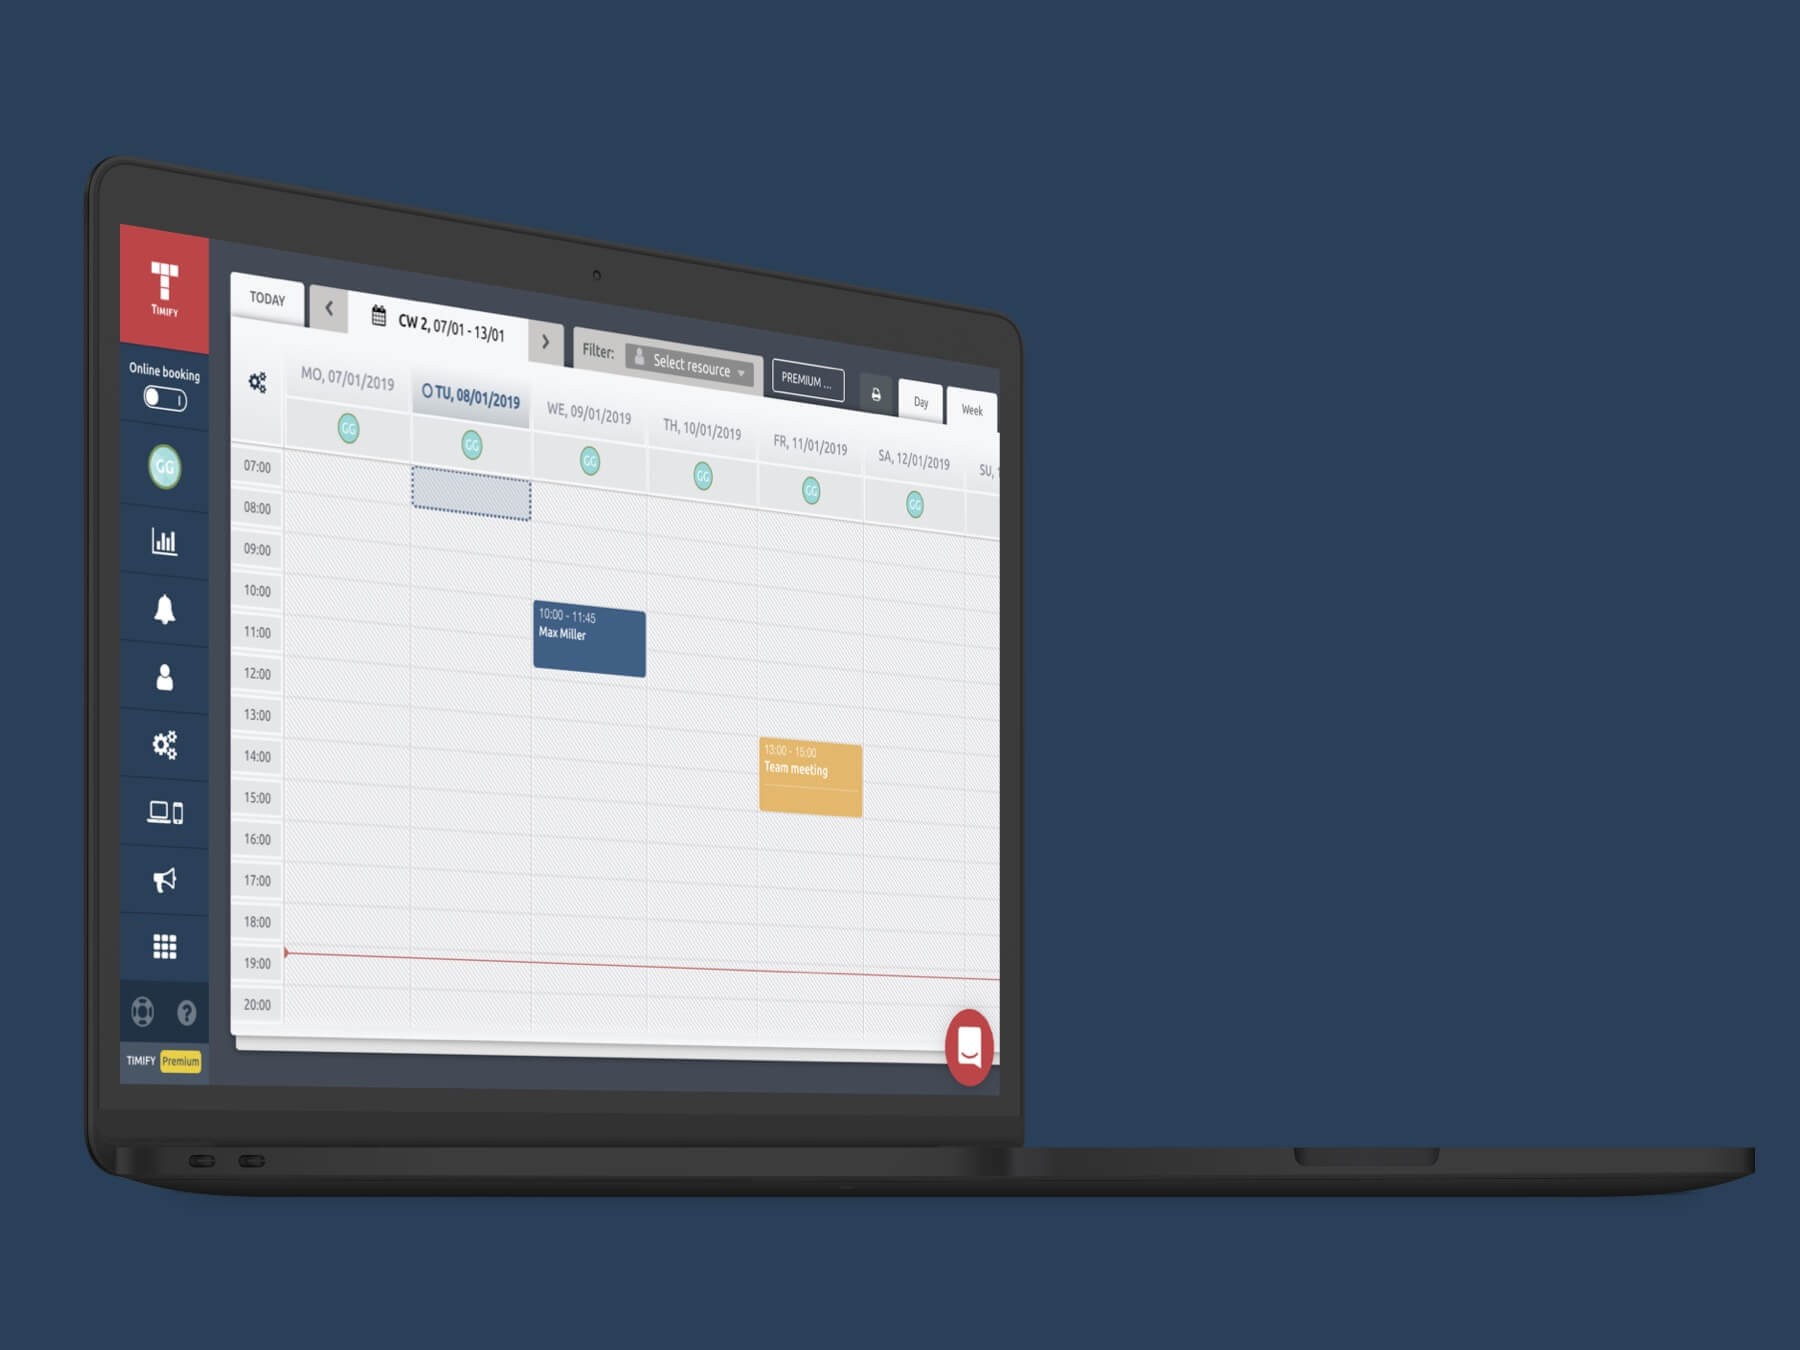 TIMIFY
Online booking
GG
TIMIFY Premium
TODAY
CW 2, 07/01 - 13/01
Filter:
Select resource
PREMIUM ...
Day
Week
MO, 07/01/2019
TU, 08/01/2019
WE, 09/01/2019
TH, 10/01/2019
FR, 11/01/2019
SA, 12/01/2019
SU,
GG
GG
GG
GG
GG
GG
07:00
08:00
09:00
10:00
11:00
12:00
13:00
14:00
15:00
16:00
17:00
18:00
19:00
20:00
10:00 - 11:45
Max Miller
13:00 - 15:00
Team meeting